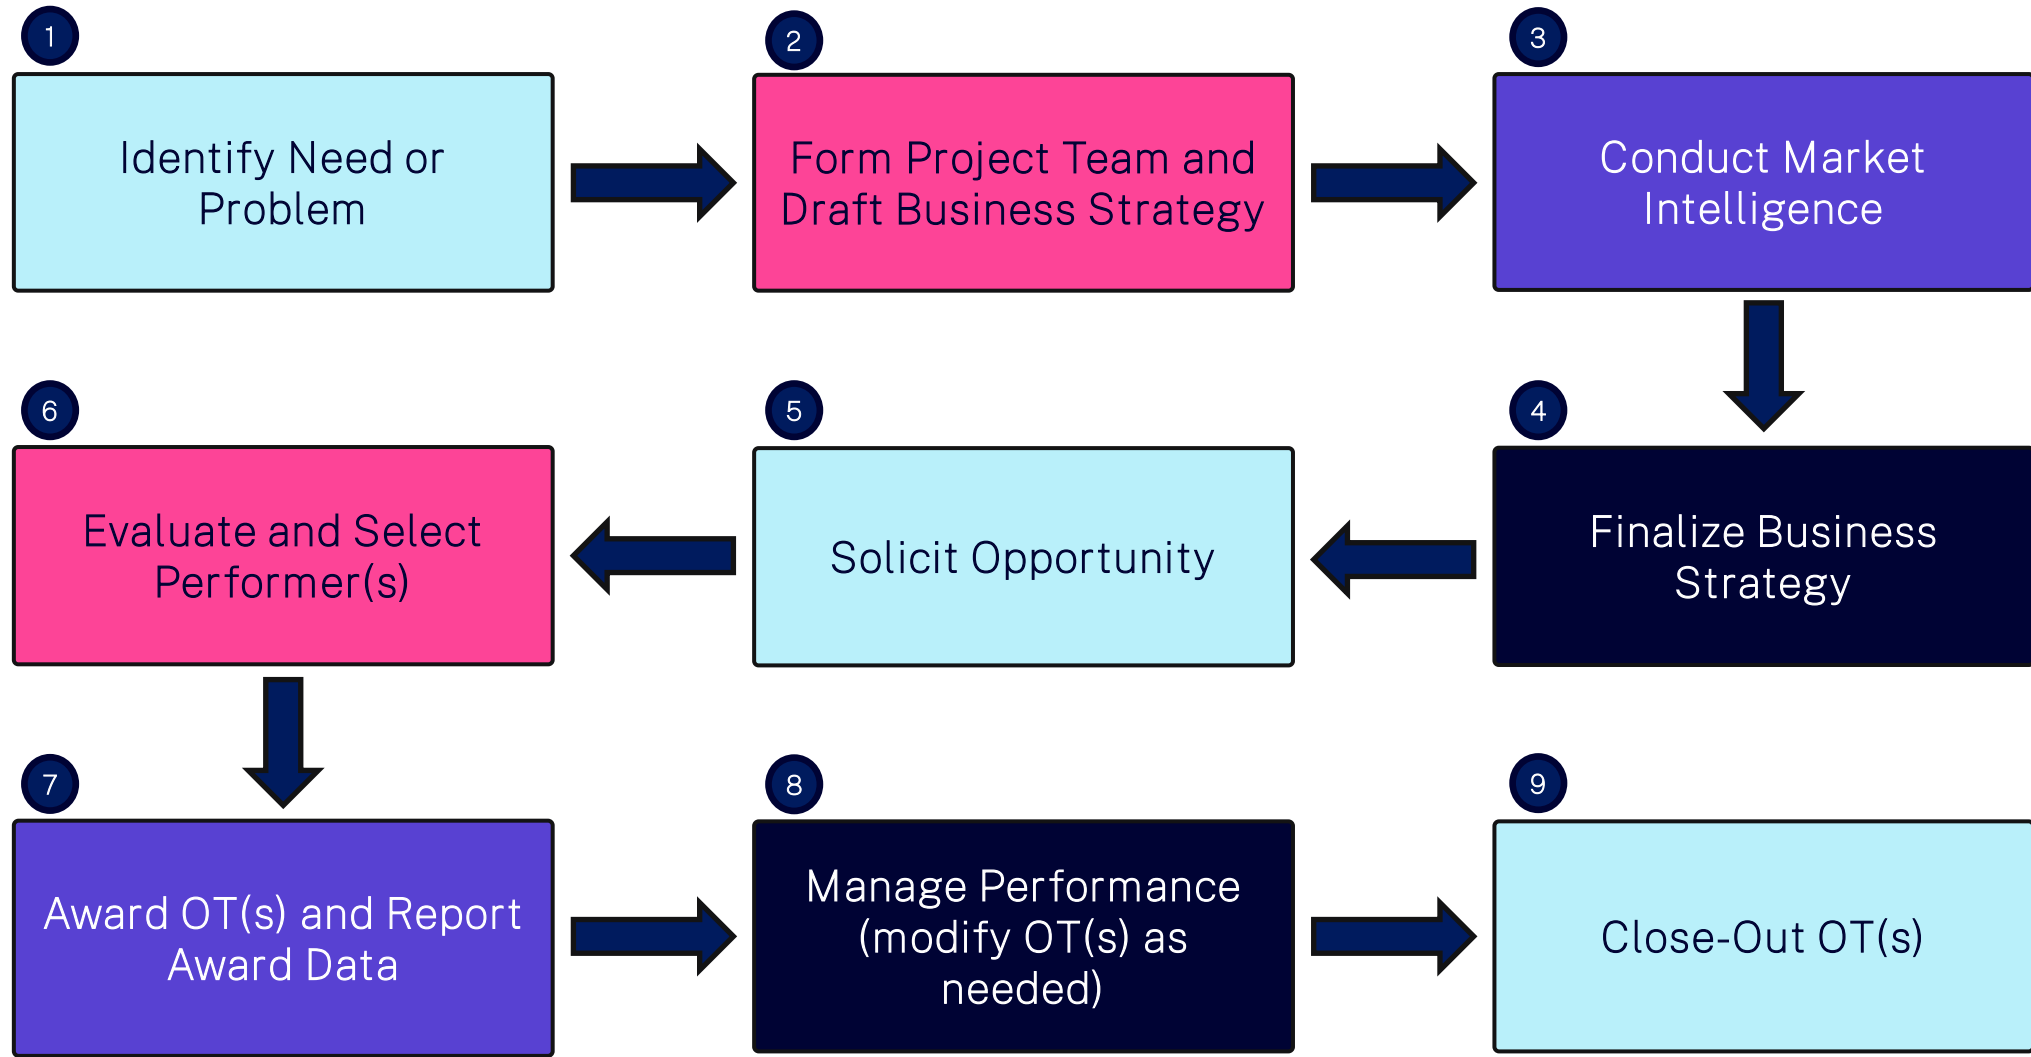 1
Identify Need or
Problem
2
Form Project Team and
Draft Business Strategy
3
Conduct Market
Intelligence
4
Finalize Business
Strategy
5
Solicit Opportunity
6
Evaluate and Select
Performer(s)
7
Award OT(s) and Report
Award Data
8
Manage Performance
(modify OT(s) as
needed)
9
Close-Out OT(s)